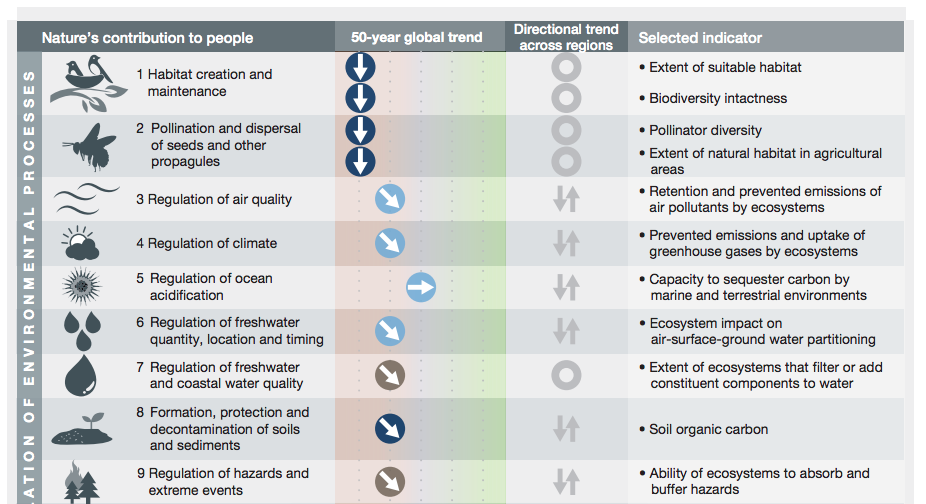 Nature's contribution to people
50-year global trend
Directional trend
across regions
Selected indicator
ATION OF ENVIRONMENTAL PROCESSES
1 Habitat creation and
maintenance
• Extent of suitable habitat
• Biodiversity intactness
2 Pollination and dispersal
of seeds and other
propagules
• Pollinator diversity
• Extent of natural habitat in agricultural
areas
3 Regulation of air quality
• Retention and prevented emissions of
air pollutants by ecosystems
4 Regulation of climate
• Prevented emissions and uptake of
greenhouse gases by ecosystems
5 Regulation of ocean
acidification
• Capacity to sequester carbon by
marine and terrestrial environments
6 Regulation of freshwater
quantity, location and timing
• Ecosystem impact on
air-surface-ground water partitioning
7 Regulation of freshwater
and coastal water quality
• Extent of ecosystems that filter or add
constituent components to water
8 Formation, protection and
decontamination of soils
and sediments
• Soil organic carbon
9 Regulation of hazards and
extreme events
• Ability of ecosystems to absorb and
buffer hazards